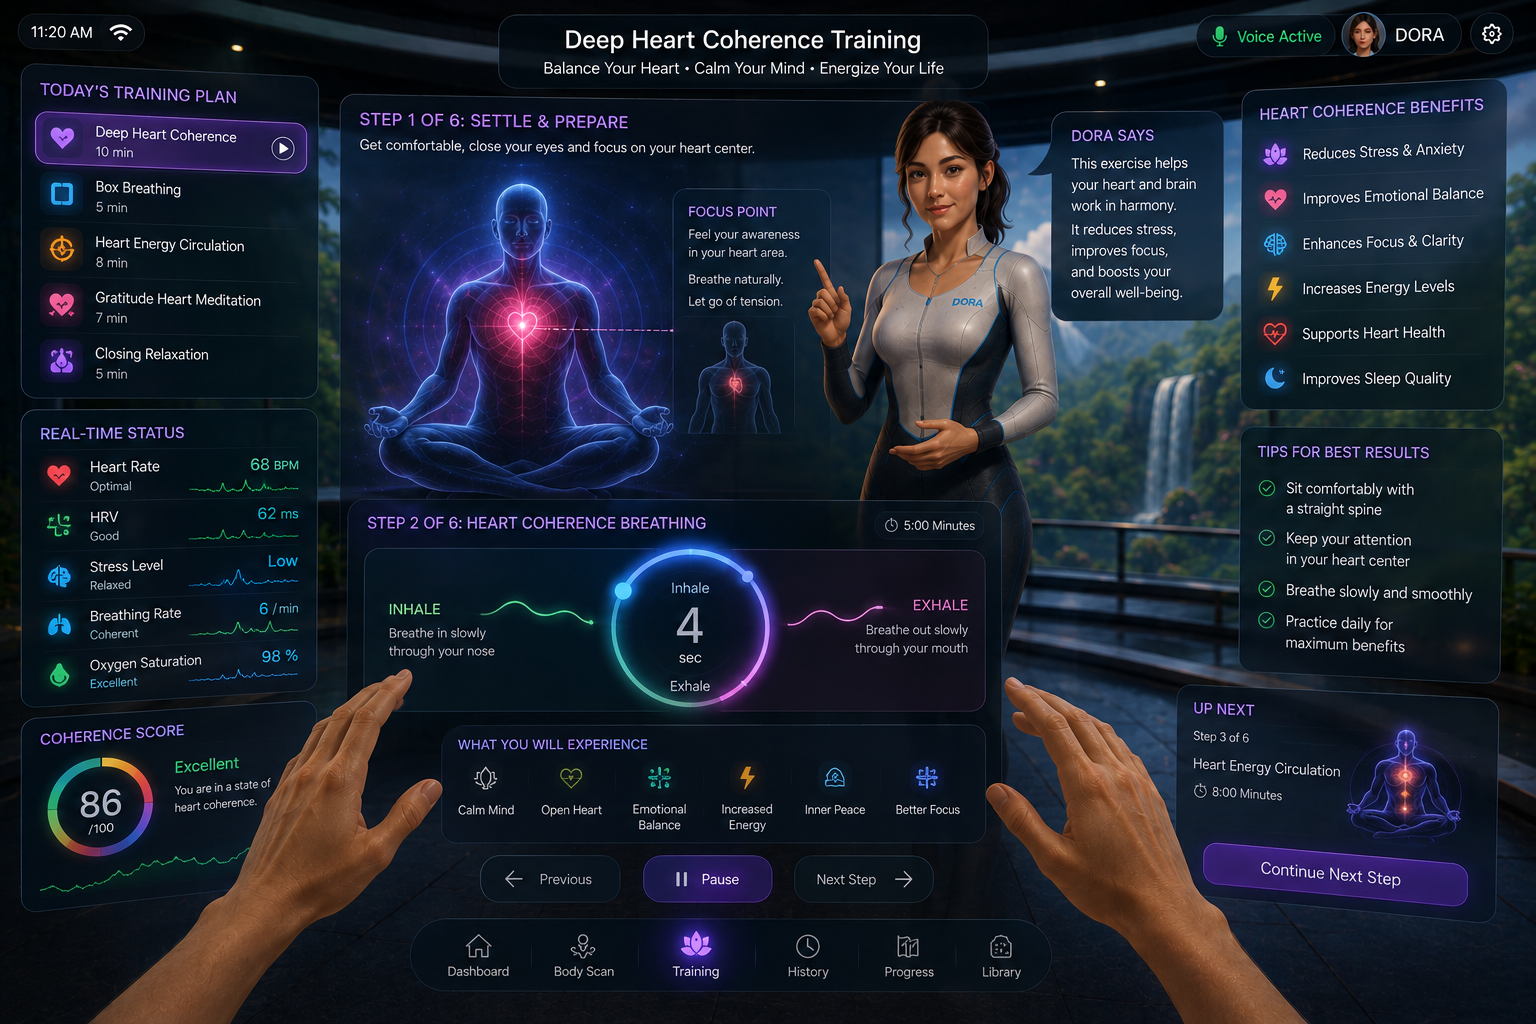 11:20 AM
Deep Heart Coherence Training
Balance Your Heart • Calm Your Mind • Energize Your Life
Voice Active
DORA
TODAY'S TRAINING PLAN
Deep Heart Coherence
10 min
Box Breathing
5 min
Heart Energy Circulation
8 min
Gratitude Heart Meditation
7 min
Closing Relaxation
5 min
REAL-TIME STATUS
Heart Rate
68 BPM
Optimal
HRV
62 ms
Good
Stress Level
Low
Relaxed
Breathing Rate
6 /min
Coherent
Oxygen Saturation
98 %
Excellent
COHERENCE SCORE
86
/100
Excellent
You are in a state of
heart coherence.
STEP 1 OF 6: SETTLE & PREPARE
Get comfortable, close your eyes and focus on your heart center.
FOCUS POINT
Feel your awareness
in your heart area.
Breathe naturally.
Let go of tension.
DORA
DORA SAYS
This exercise helps
your heart and brain
work in harmony.
It reduces stress,
improves focus,
and boosts your
overall well-being.
STEP 2 OF 6: HEART COHERENCE BREATHING
5:00 Minutes
INHALE
Breathe in slowly
through your nose
Inhale
4
sec
Exhale
EXHALE
Breathe out slowly
through your mouth
WHAT YOU WILL EXPERIENCE
Calm Mind
Open Heart
Emotional
Balance
Increased
Energy
Inner Peace
Better Focus
Previous
Pause
Next Step
Dashboard
Body Scan
Training
History
Progress
Library
HEART COHERENCE BENEFITS
Reduces Stress & Anxiety
Improves Emotional Balance
Enhances Focus & Clarity
Increases Energy Levels
Supports Heart Health
Improves Sleep Quality
TIPS FOR BEST RESULTS
Sit comfortably with
a straight spine
Keep your attention
in your heart center
Breathe slowly and smoothly
Practice daily for
maximum benefits
UP NEXT
Step 3 of 6
Heart Energy Circulation
8:00 Minutes
Continue Next Step